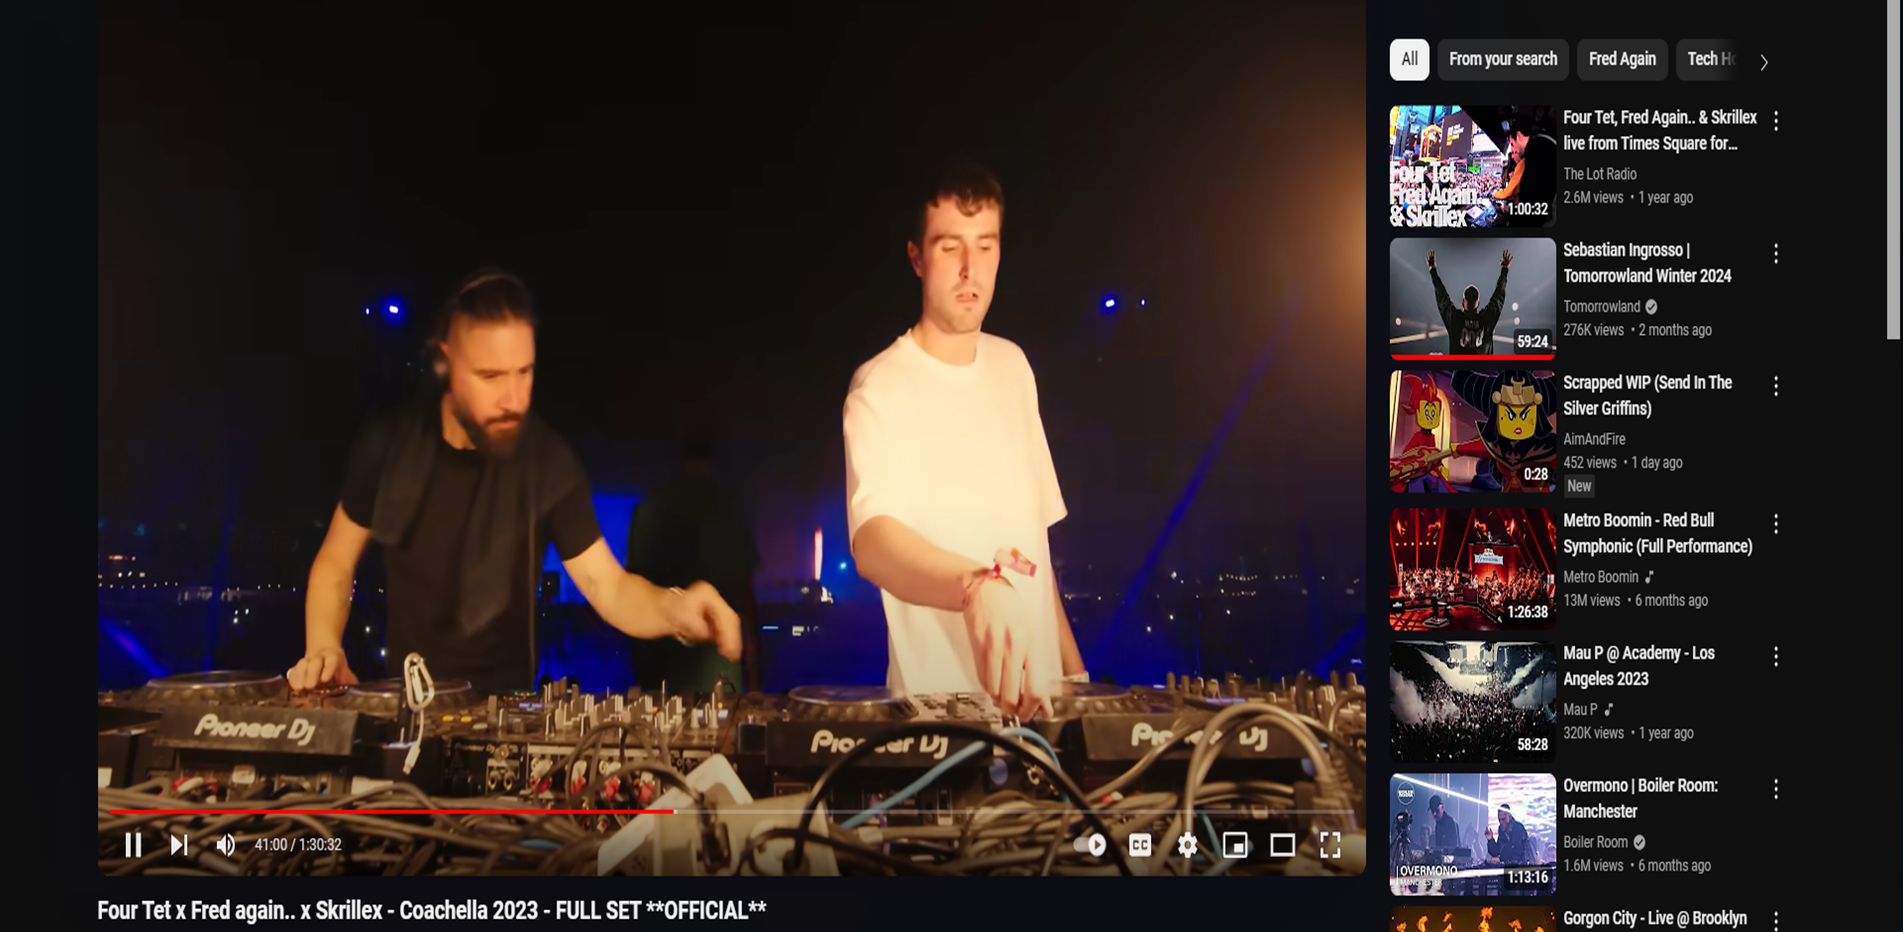 Pioneer Dj
Pioneer Dj
Pioneer Dj
41:00 / 1:30:32
CC
Four Tet x Fred again.. x Skrillex - Coachella 2023 - FULL SET **OFFICIAL**
All
From your search
Fred Again
Tech Ho
Four Tet
Fred Again..
& Skrillex
1:00:32
Four Tet, Fred Again.. & Skrillex
live from Times Square for...
The Lot Radio
2.6M views • 1 year ago
59:24
Sebastian Ingrosso |
Tomorrowland Winter 2024
Tomorrowland
276K views • 2 months ago
0:28
Scrapped WIP (Send In The
Silver Griffins)
AimAndFire
452 views • 1 day ago
New
1:26:38
Metro Boomin - Red Bull
Symphonic (Full Performance)
Metro Boomin
13M views • 6 months ago
58:28
Mau P @ Academy - Los
Angeles 2023
Mau P
320K views • 1 year ago
OVERMONO
MANCHESTER
1:13:16
Overmono | Boiler Room:
Manchester
Boiler Room
1.6M views • 6 months ago
Gorgon City - Live @ Brooklyn